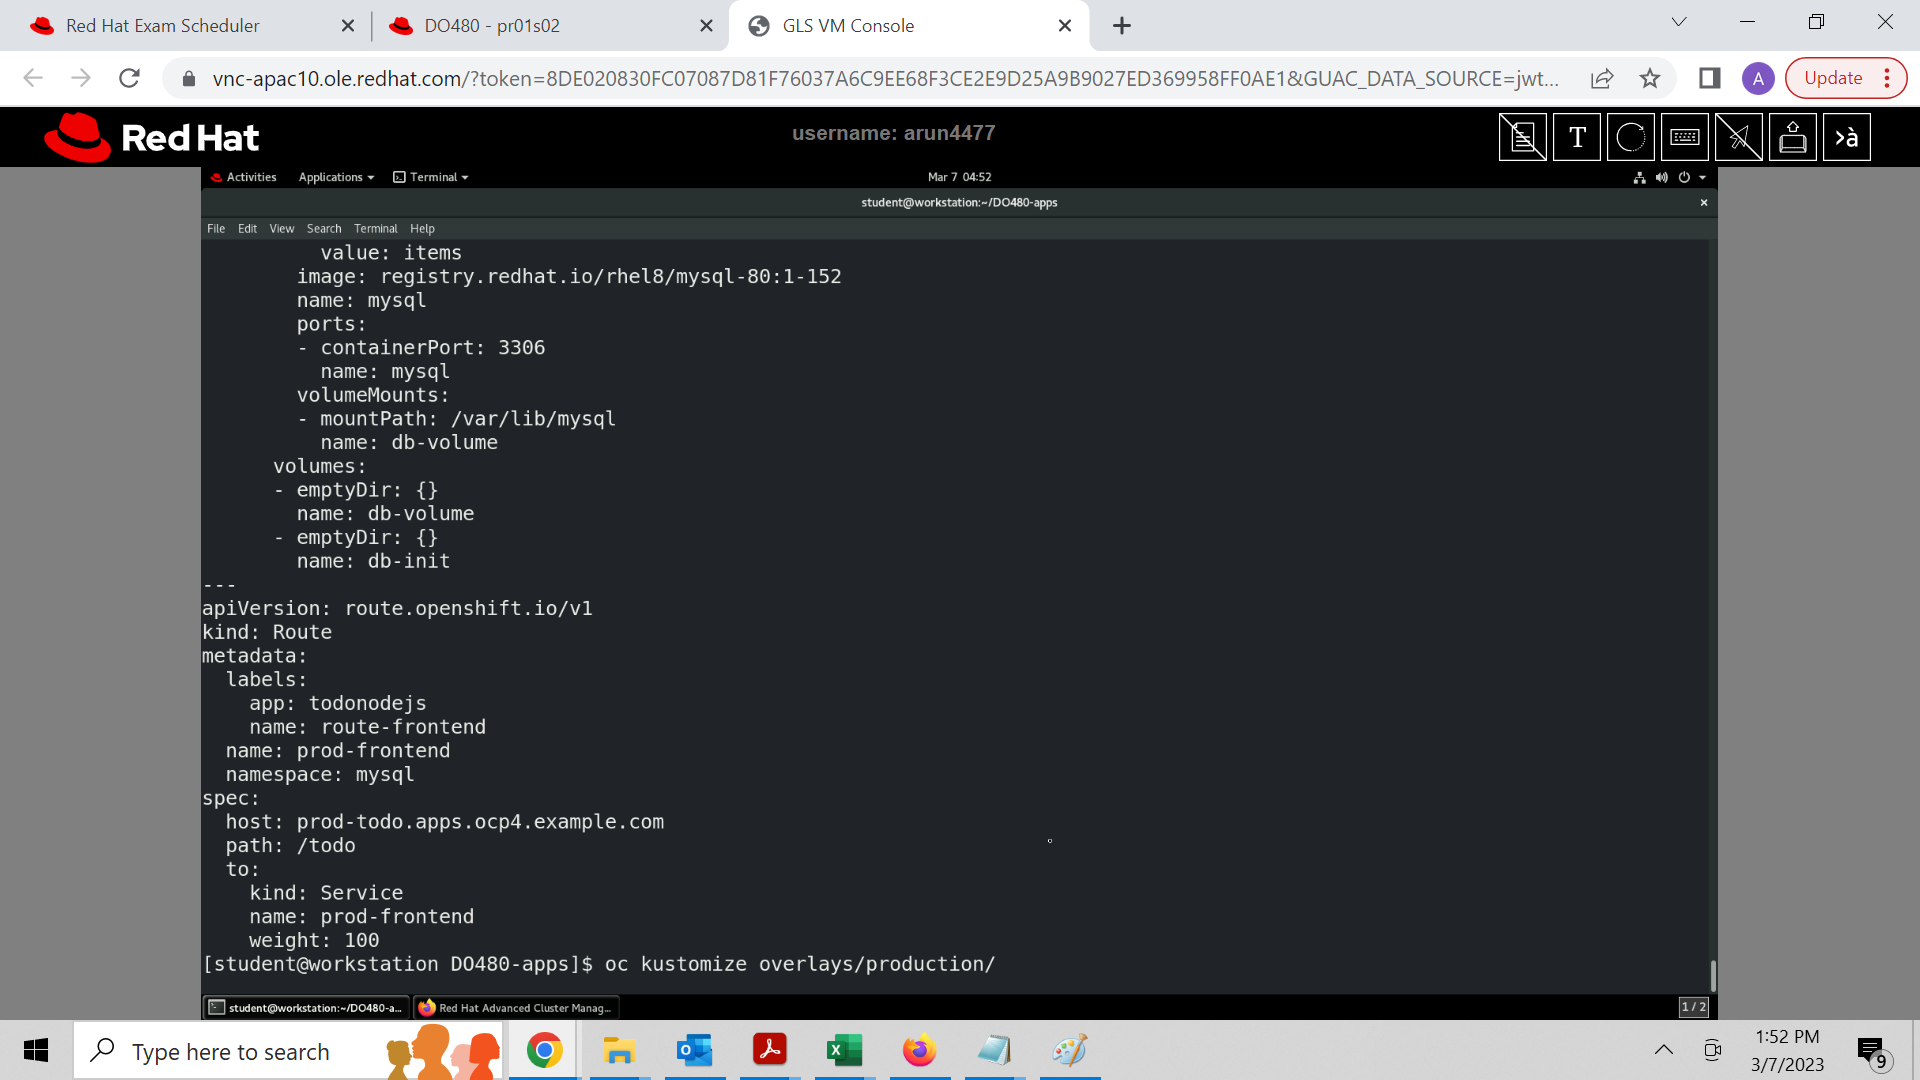 Red Hat Exam Scheduler
DO480 - pr01s02
GLS VM Console
vnc-apac10.ole.redhat.com/?token=8DE020830FC07087D81F76037A6C9EE68F3CE2E9D25A9B9027ED369958FF0AE1&GUAC_DATA_SOURCE=jwt...
A
Update
Red Hat
username: arun4477
T
>à
Activities
Applications
Terminal
Mar 7 04:52
student@workstation:~/DO480-apps
File Edit View Search Terminal Help
          value: items
        image: registry.redhat.io/rhel8/mysql-80:1-152
        name: mysql
        ports:
        - containerPort: 3306
          name: mysql
        volumeMounts:
        - mountPath: /var/lib/mysql
          name: db-volume
      volumes:
      - emptyDir: {}
        name: db-volume
      - emptyDir: {}
        name: db-init
---
apiVersion: route.openshift.io/v1
kind: Route
metadata:
  labels:
    app: todonodejs
    name: route-frontend
  name: prod-frontend
  namespace: mysql
spec:
  host: prod-todo.apps.ocp4.example.com
  path: /todo
  to:
    kind: Service
    name: prod-frontend
    weight: 100
[student@workstation DO480-apps]$ oc kustomize overlays/production/
student@workstation:~/DO480-a...
Red Hat Advanced Cluster Manag...
1 / 2
Type here to search
1:52 PM
3/7/2023
9